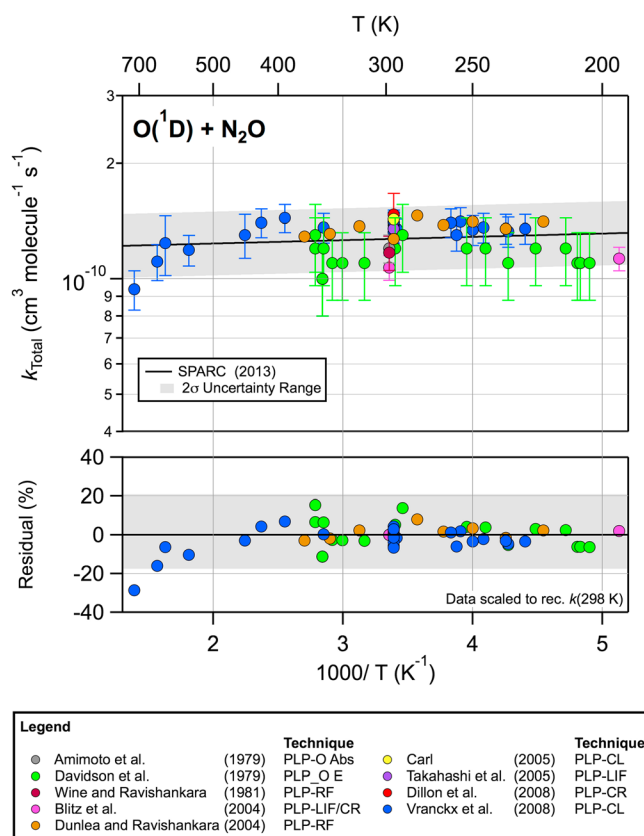 T (K)
700 600 500 400 300 250 200
O(¹D) + N₂O
3
2
10⁻¹⁰
9
8
7
6
5
4
k_Total (cm³ molecule⁻¹ s⁻¹)
SPARC (2013)
2σ Uncertainty Range
40
20
0
-20
-40
Residual (%)
Data scaled to rec. k(298 K)
2 3 4 5
1000/ T (K⁻¹)
Legend
Technique Technique
Amimoto et al. (1979) PLP-O Abs Carl (2005) PLP-CL
Davidson et al. (1979) PLP_O E Takahashi et al. (2005) PLP-LIF
Wine and Ravishankara (1981) PLP-RF Dillon et al. (2008) PLP-CR
Blitz et al. (2004) PLP-LIF/CR Vranckx et al. (2008) PLP-CL
Dunlea and Ravishankara (2004) PLP-RF